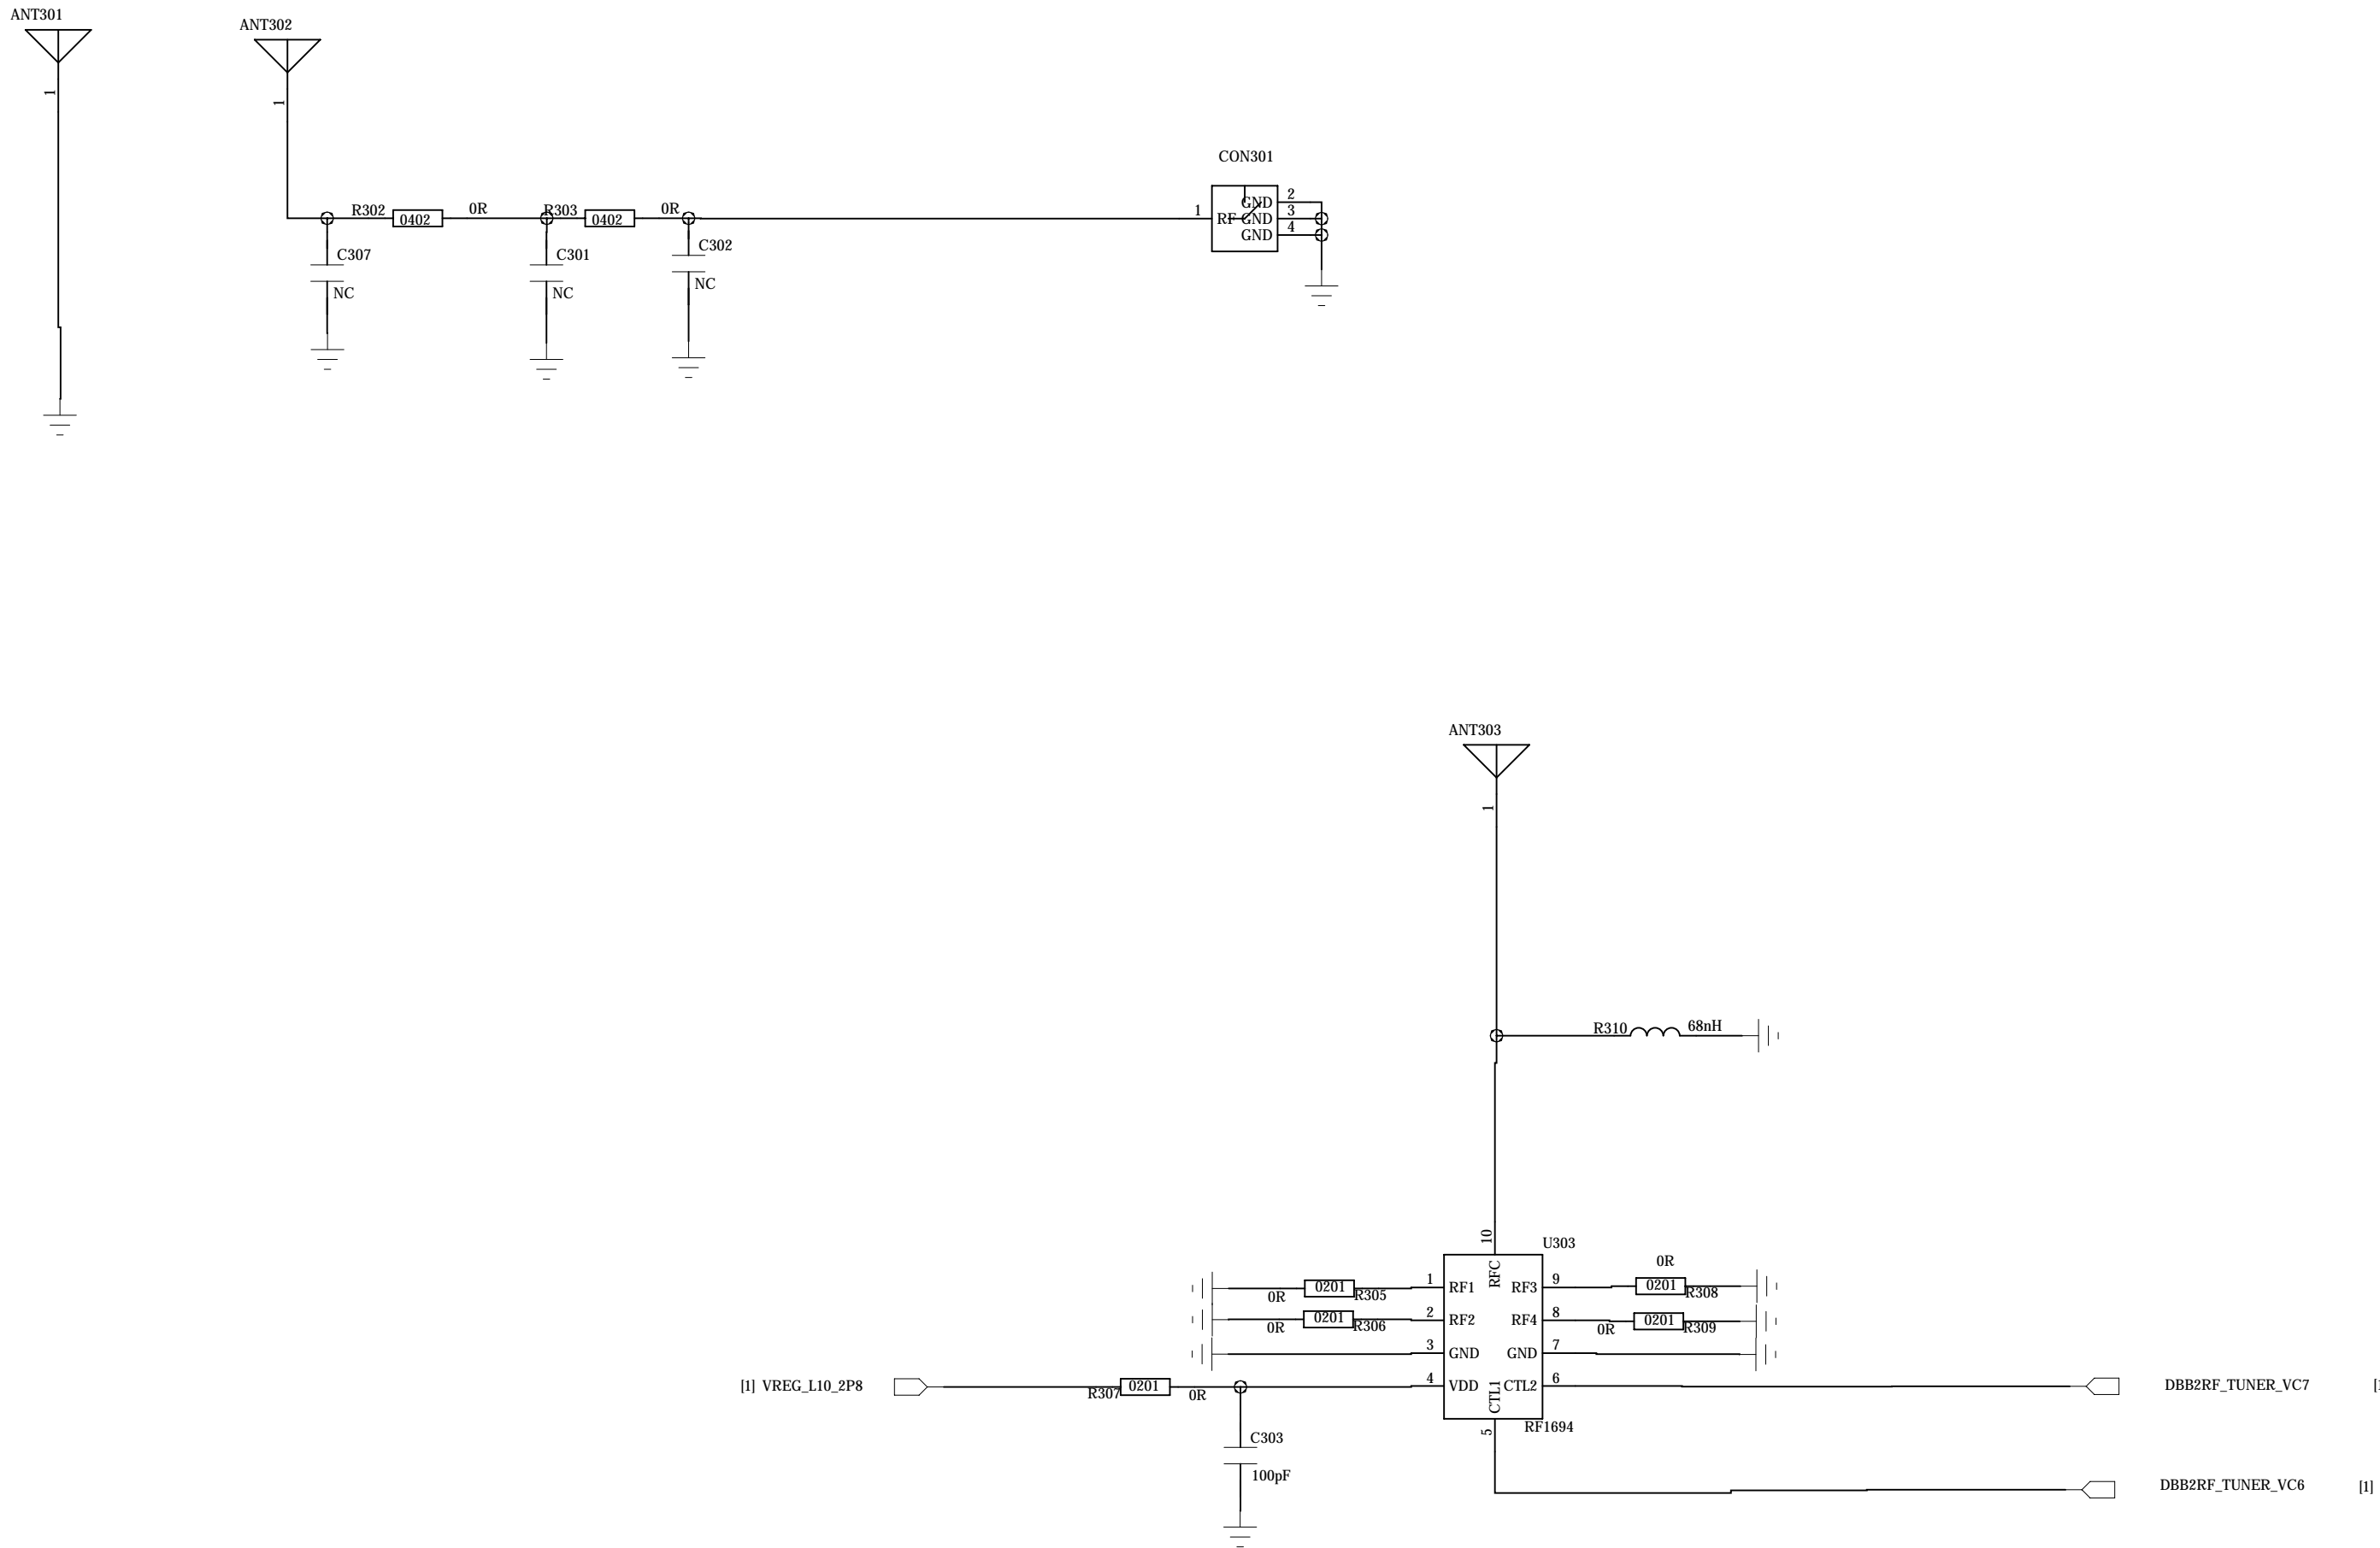 ANT301
ANT302
1
1
CON301
R302
0402
0R
R303
0402
0R
1
RF
GND
2
GND
3
GND
4
C307
NC
C301
NC
C302
NC
ANT303
1
R310
68nH
10
U303
RFC
0R
0R
0201
R305
1
RF1
RF3
9
0201
R308
0R
0201
R306
2
RF2
RF4
8
0R
0201
R309
3
GND
GND
7
[1] VREG_L10_2P8
R307
0201
0R
4
VDD
CTL1
CTL2
6
DBB2RF_TUNER_VC7
[1
RF1694
5
C303
100pF
DBB2RF_TUNER_VC6
[1]